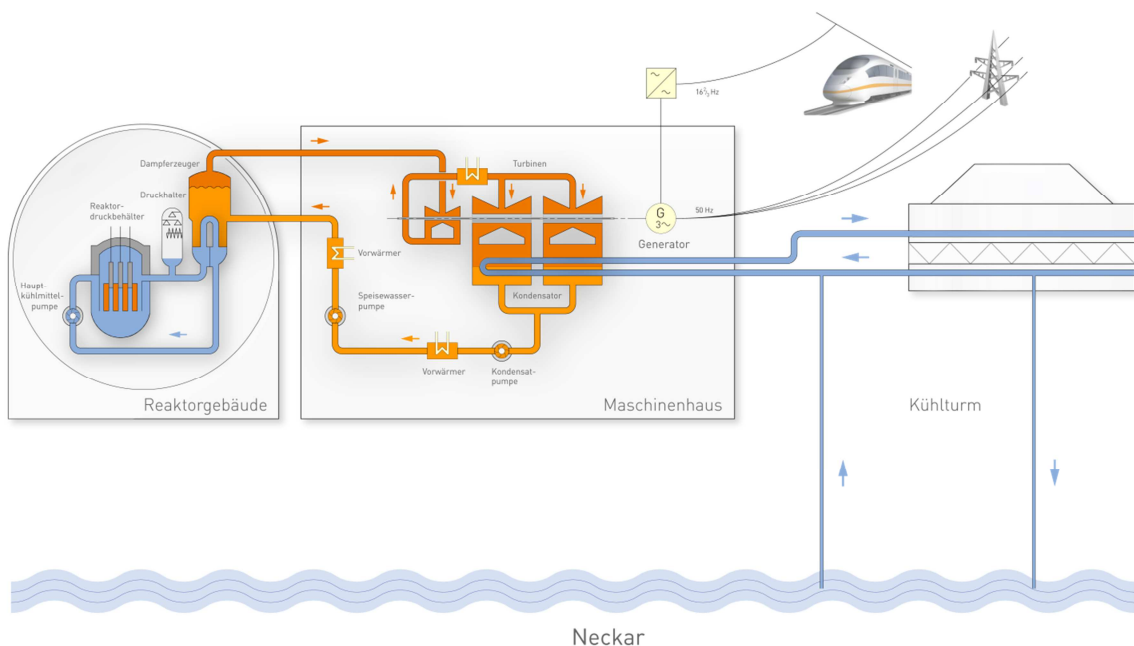 16⅔ Hz
Dampferzeuger
Turbinen
Druckhalter
Reaktor-
druckbehälter
G
3~
50 Hz
Generator
Vorwärmer
Haupt-
kühlmittel-
pumpe
Speisewasser-
pumpe
Kondensator
Vorwärmer
Kondensat-
pumpe
Reaktorgebäude
Maschinenhaus
Kühlturm
Neckar